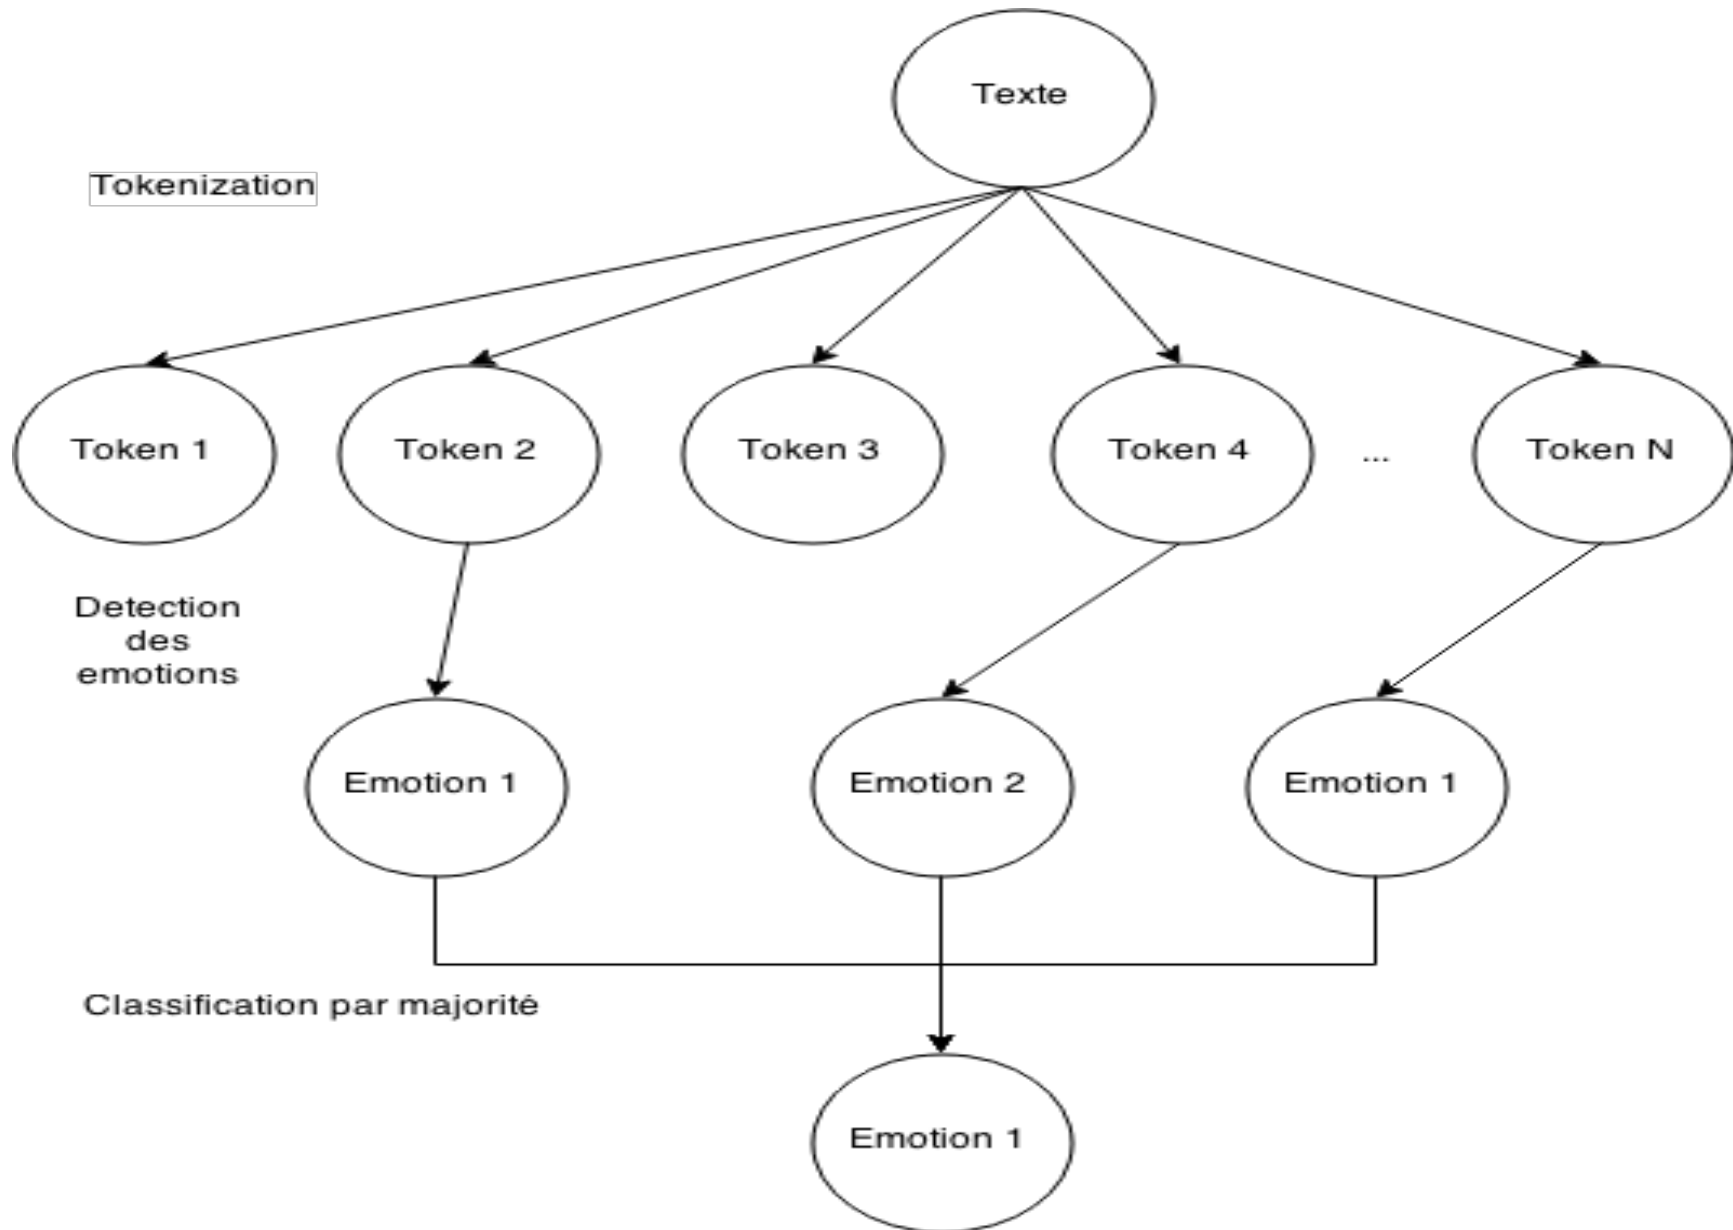 Texte
Tokenization
Token 1
Token 2
Token 3
Token 4
...
Token N
Detection
des
emotions
Emotion 1
Emotion 2
Emotion 1
Classification par majorité
Emotion 1